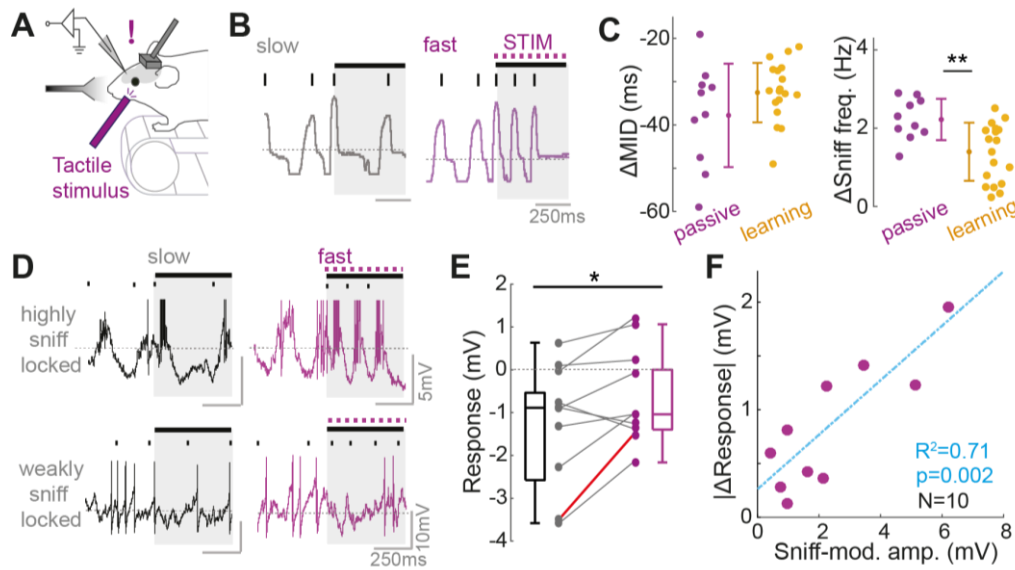 A
!
Tactile
stimulus
B
slow
fast
STIM
250ms
C
ΔMID (ms)
-20
-40
-60
passive
learning
ΔSniff freq. (Hz)
4
2
0
**
passive
learning
D
slow
fast
highly
sniff
locked
5mV
weakly
sniff
locked
10mV
250ms
E
*
Response (mV)
2
1
0
-1
-2
-3
-4
F
|ΔResponse| (mV)
2
1
0
R²=0.71
p=0.002
N=10
0
2
4
6
8
Sniff-mod. amp. (mV)